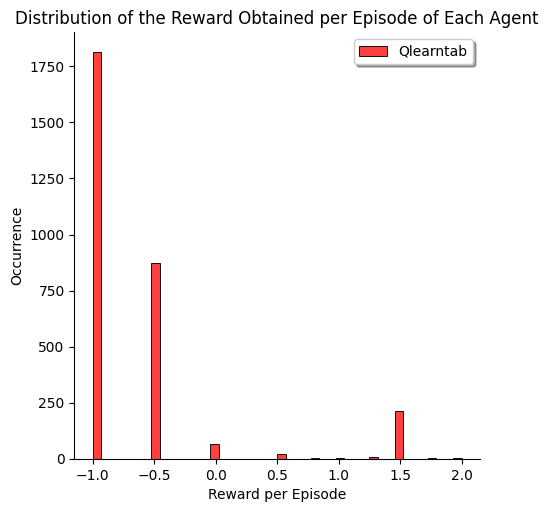 Distribution of the Reward Obtained per Episode of Each Agent
Qlearntab
1750
1500
1250
1000
750
500
250
0
Occurrence
−1.0 −0.5 0.0 0.5 1.0 1.5 2.0
Reward per Episode